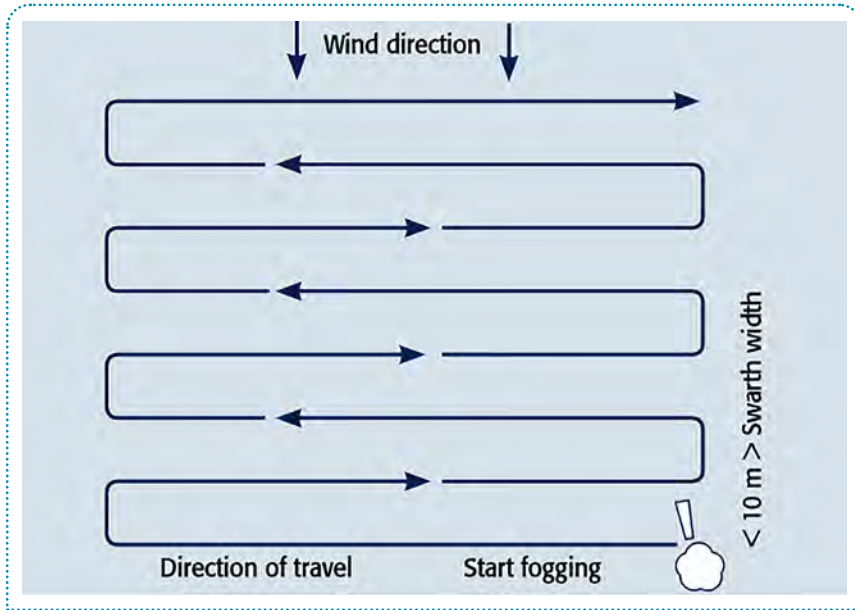 Wind direction
< 10 m > Swarth width
Direction of travel
Start fogging